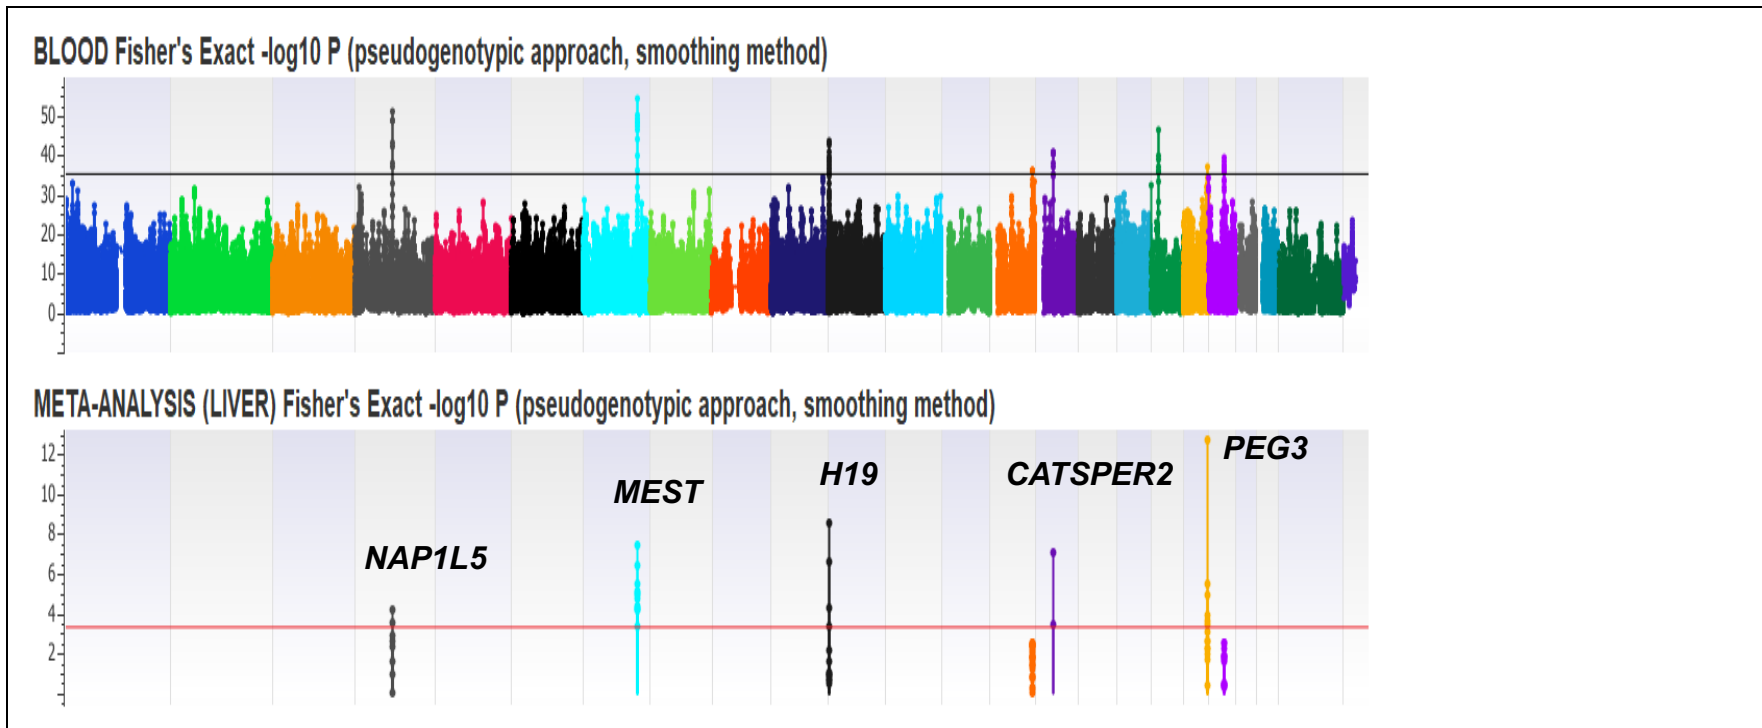 BLOOD Fisher's Exact -log10 P (pseudogenotypic approach, smoothing method)
50
40
30
20
10
0
META-ANALYSIS (LIVER) Fisher's Exact -log10 P (pseudogenotypic approach, smoothing method)
12
10
8
6
4
2
NAP1L5
MEST
H19
CATSPER2
PEG3